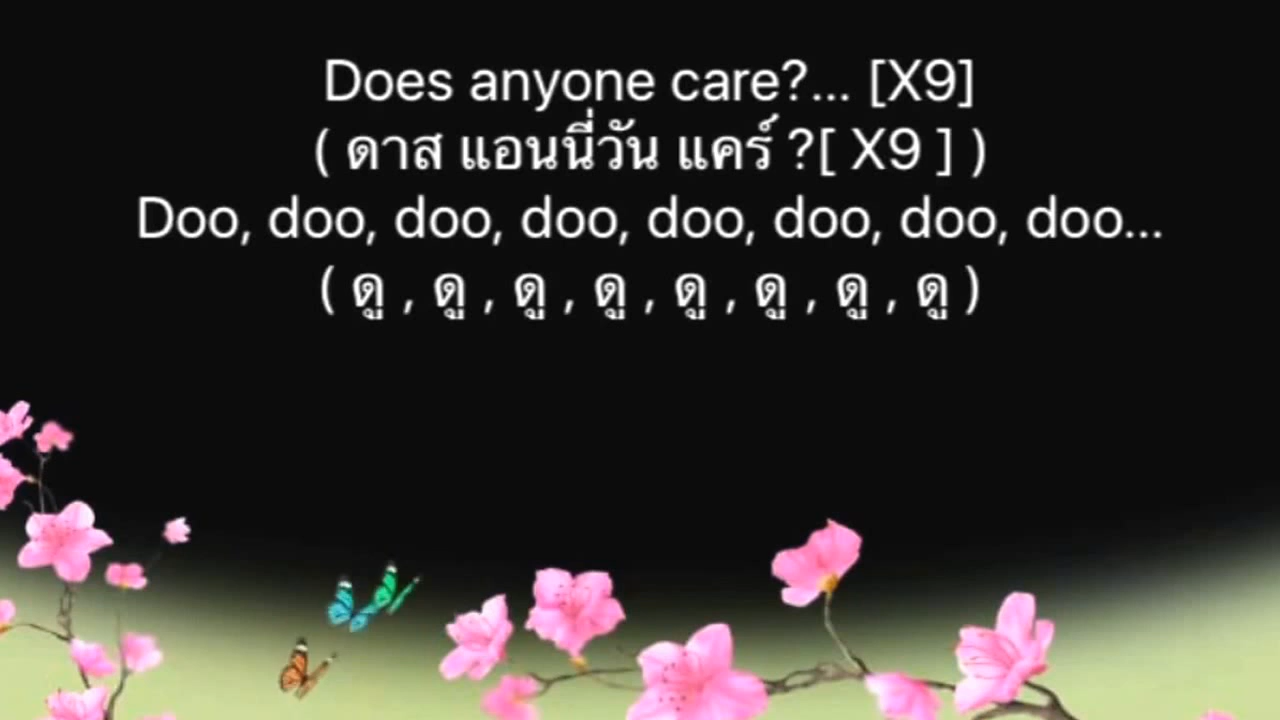 Does anyone care?... [X9]
( ดาส แอนนี่วัน แคร์ ?[ X9 ] )
Doo, doo, doo, doo, doo, doo, doo, doo...
( ดู , ดู , ดู , ดู , ดู , ดู , ดู , ดู )